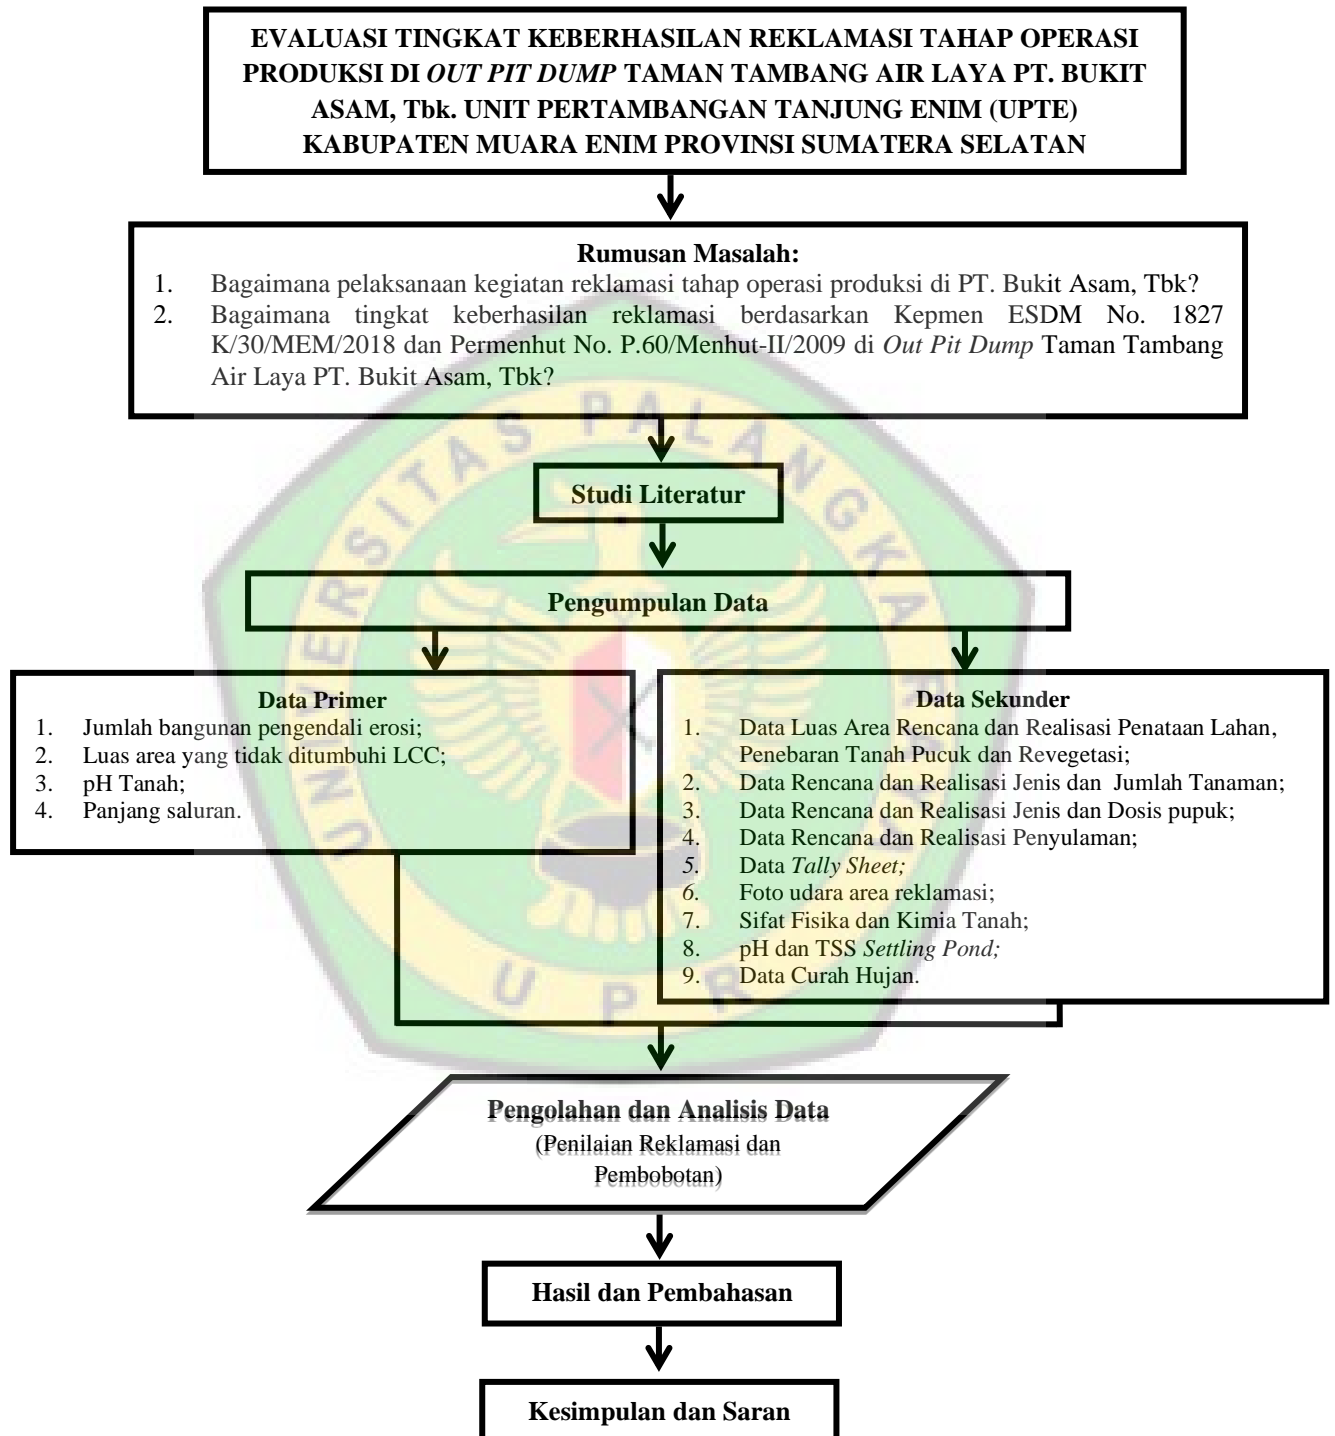 EVALUASI TINGKAT KEBERHASILAN REKLAMASI TAHAP OPERASI
PRODUKSI DI OUT PIT DUMP TAMAN TAMBANG AIR LAYA PT. BUKIT
ASAM, Tbk. UNIT PERTAMBANGAN TANJUNG ENIM (UPTE)
KABUPATEN MUARA ENIM PROVINSI SUMATERA SELATAN
Rumusan Masalah:
1. Bagaimana pelaksanaan kegiatan reklamasi tahap operasi produksi di PT. Bukit Asam, Tbk?
2. Bagaimana tingkat keberhasilan reklamasi berdasarkan Kepmen ESDM No. 1827
K/30/MEM/2018 dan Permenhut No. P.60/Menhut-II/2009 di Out Pit Dump Taman Tambang
Air Laya PT. Bukit Asam, Tbk?
UNIVERSITAS PALANGKA RAYA
Studi Literatur
Pengumpulan Data
Data Primer
1. Jumlah bangunan pengendali erosi;
2. Luas area yang tidak ditumbuhi LCC;
3. pH Tanah;
4. Panjang saluran.
Data Sekunder
1. Data Luas Area Rencana dan Realisasi Penataan Lahan,
Penebaran Tanah Pucuk dan Revegetasi;
2. Data Rencana dan Realisasi Jenis dan Jumlah Tanaman;
3. Data Rencana dan Realisasi Jenis dan Dosis pupuk;
4. Data Rencana dan Realisasi Penyulaman;
5. Data Tally Sheet;
6. Foto udara area reklamasi;
7. Sifat Fisika dan Kimia Tanah;
8. pH dan TSS Settling Pond;
9. Data Curah Hujan.
U P R
Pengolahan dan Analisis Data
(Penilaian Reklamasi dan
Pembobotan)
Hasil dan Pembahasan
Kesimpulan dan Saran